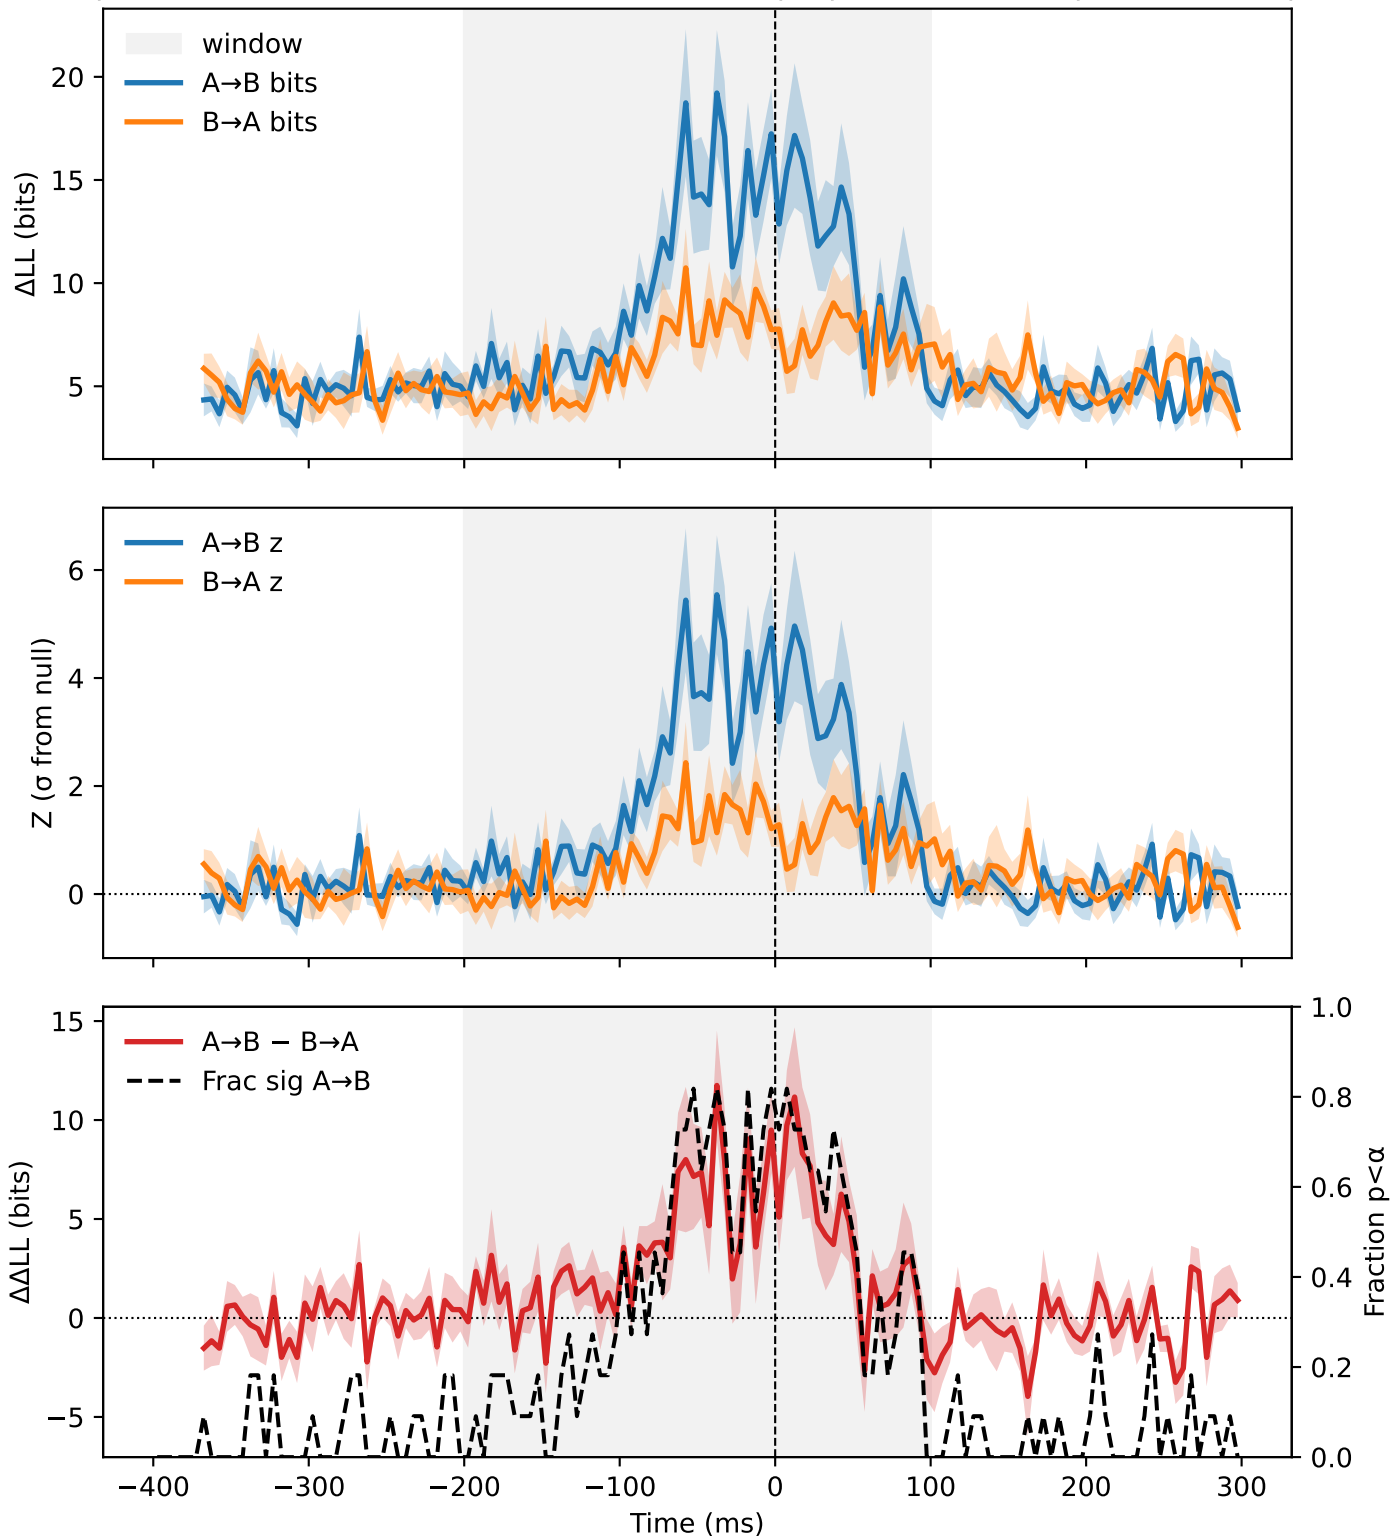 window
A→B bits
B→A bits
20
15
10
5
ΔLL (bits)
A→B z
B→A z
6
4
2
0
Z (σ from null)
A→B − B→A
Frac sig A→B
15
10
5
0
−5
ΔΔLL (bits)
1.0
0.8
0.6
0.4
0.2
0.0
Fraction p<α
−400 −300 −200 −100 0 100 200 300
Time (ms)